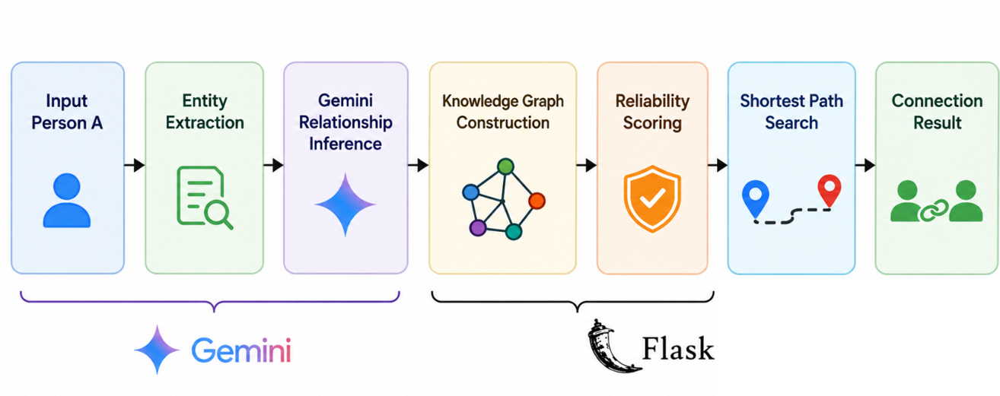 Input
Person A
Entity
Extraction
Gemini
Relationship
Inference
Knowledge Graph
Construction
Reliability
Scoring
Shortest Path
Search
Connection
Result
Gemini
Flask